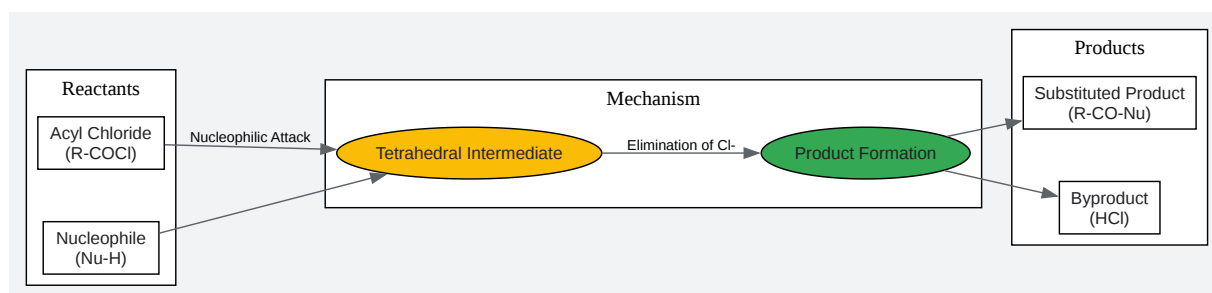 Reactants
Acyl Chloride
(R-COCl)
Nucleophile
(Nu-H)
Nucleophilic Attack
Mechanism
Tetrahedral Intermediate
Elimination of Cl-
Product Formation
Products
Substituted Product
(R-CO-Nu)
Byproduct
(HCl)